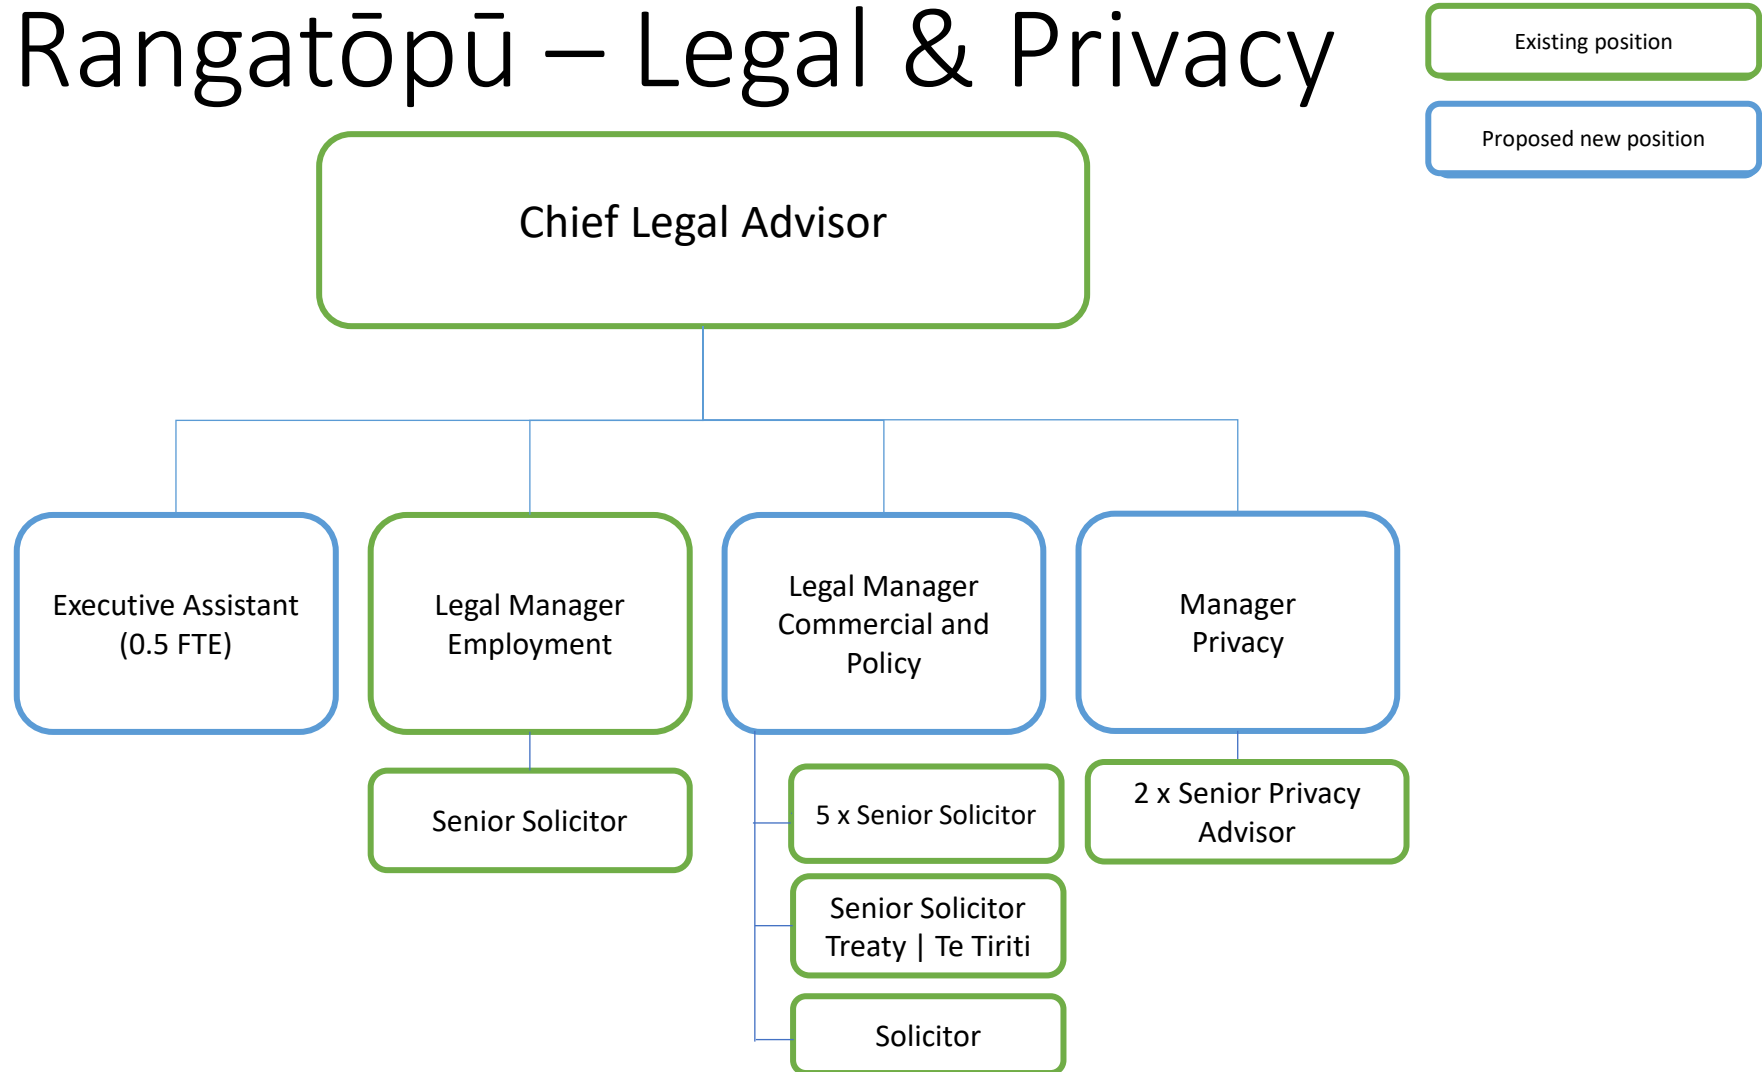 Rangatōpū – Legal & Privacy
Existing position
Proposed new position
Chief Legal Advisor
Executive Assistant
(0.5 FTE)
Legal Manager
Employment
Legal Manager
Commercial and
Policy
Manager
Privacy
Senior Solicitor
5 x Senior Solicitor
2 x Senior Privacy
Advisor
Senior Solicitor
Treaty | Te Tiriti
Solicitor